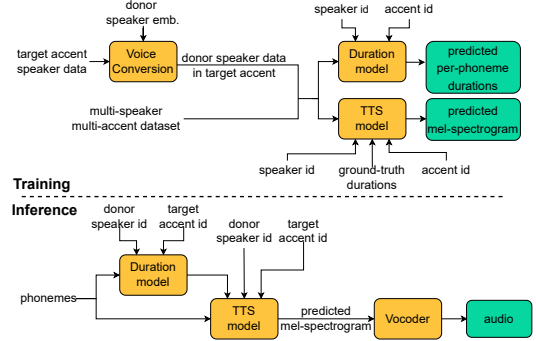 donor
speaker emb.
speaker id
accent id
target accent
speaker data
Voice
Conversion
donor speaker data
in target accent
Duration
model
predicted
per-phoneme
durations
multi-speaker
multi-accent dataset
TTS
model
predicted
mel-spectrogram
speaker id
ground-truth
durations
accent id
Training
Inference
donor
speaker id
target
accent id
donor
speaker id
target
accent id
Duration
model
phonemes
TTS
model
predicted
mel-spectrogram
Vocoder
audio